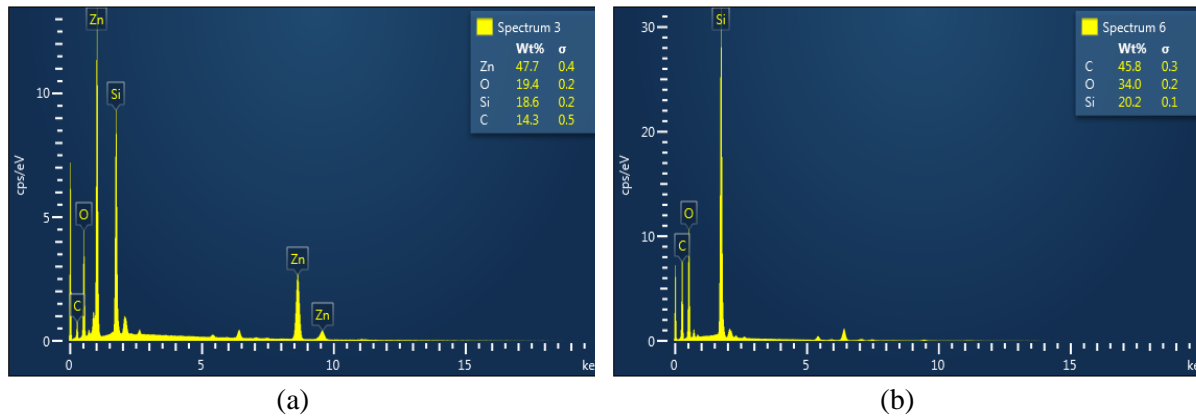 Spectrum 3
Wt% σ
Zn 47.7 0.4
O 19.4 0.2
Si 18.6 0.2
C 14.3 0.5
Zn
Si
O
C
Zn
Zn
cps/eV
10
5
0
0 5 10 15 ke
(a)
Spectrum 6
Wt% σ
C 45.8 0.3
O 34.0 0.2
Si 20.2 0.1
Si
O
C
cps/eV
30
20
10
0
0 5 10 15 ke
(b)